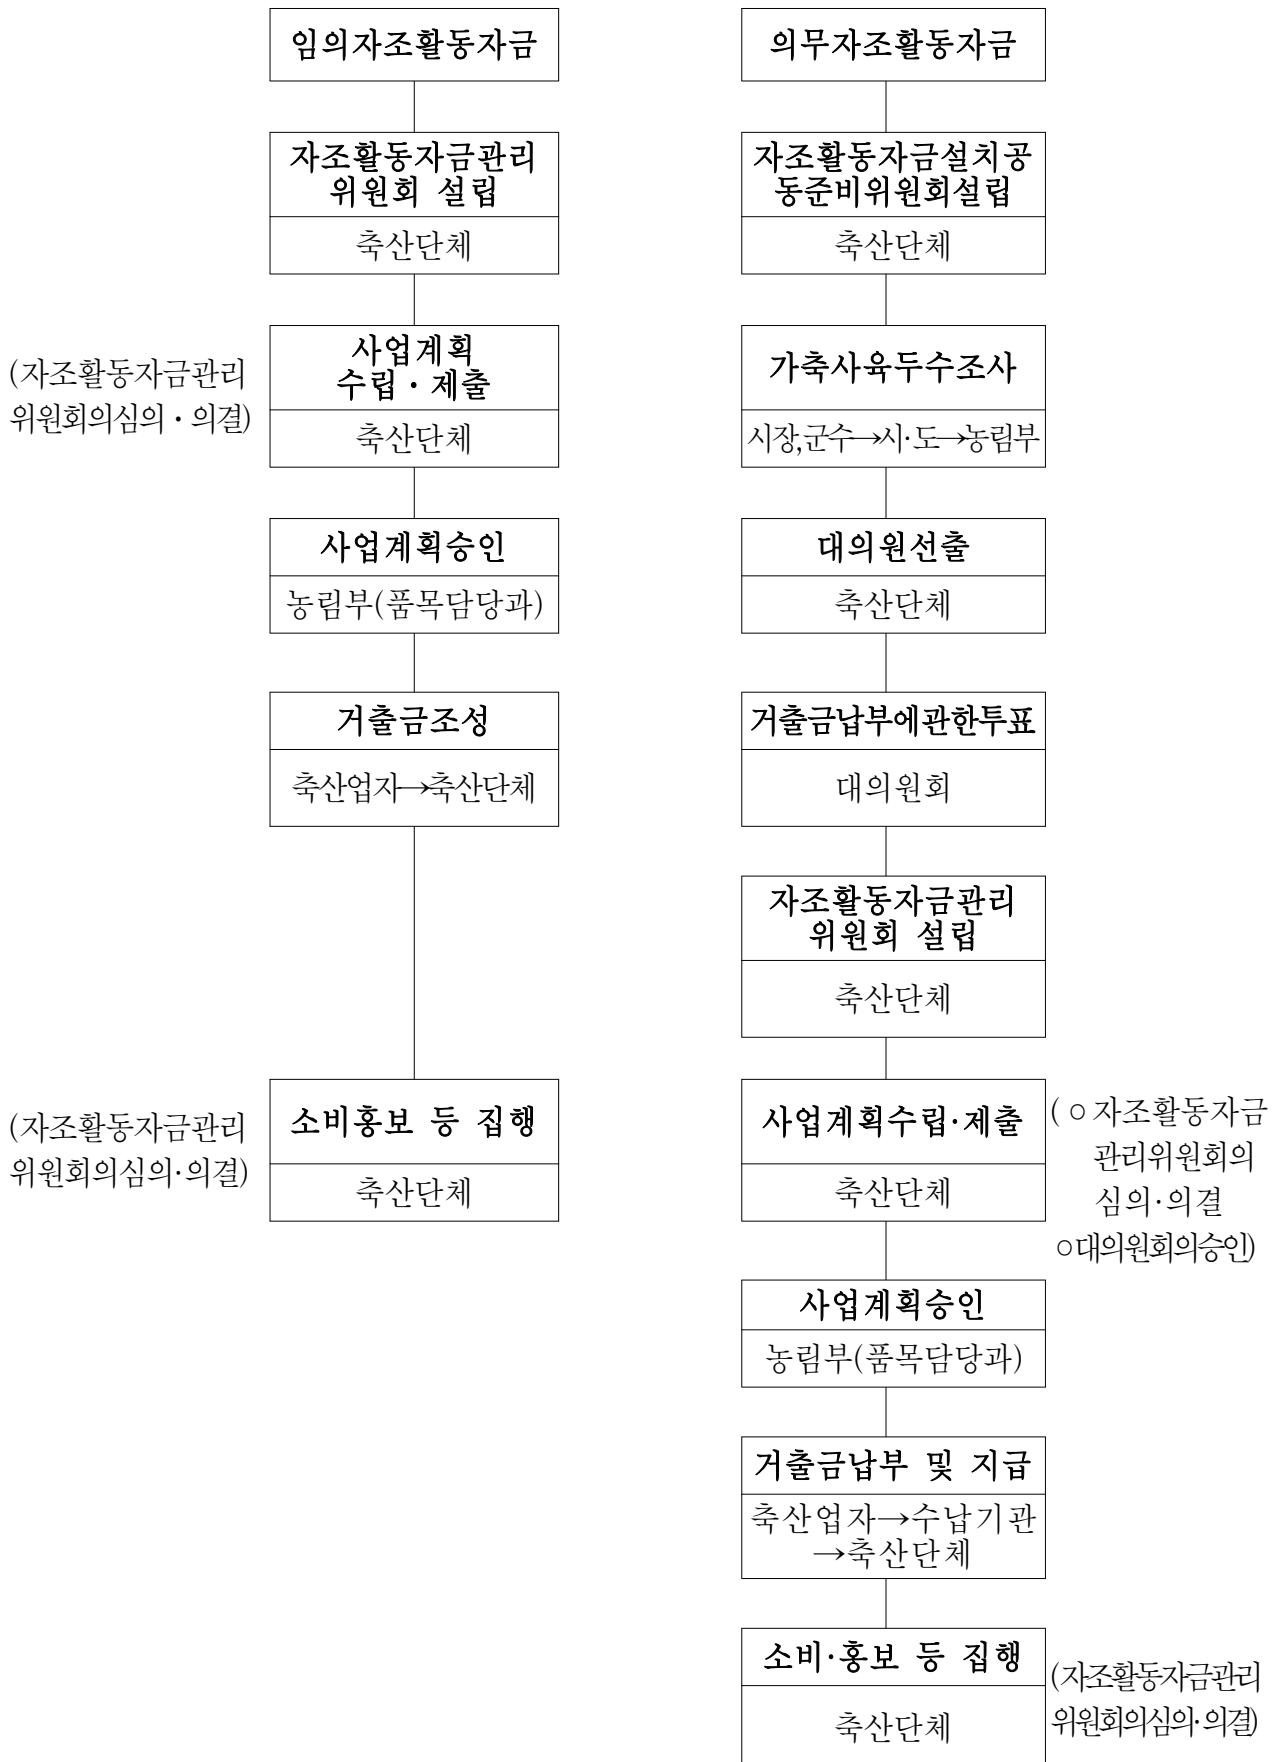 임의자조활동자금
자조활동자금관리
위원회 설립
축산단체
(자조활동자금관리
위원회의심의·의결)
사업계획
수립·제출
축산단체
사업계획승인
농림부(품목담당과)
거출금조성
축산업자→축산단체
(자조활동자금관리
위원회의심의·의결)
소비홍보 등 집행
축산단체
의무자조활동자금
자조활동자금설치공
동준비위원회설립
축산단체
가축사육두수조사
시장,군수→시·도→농림부
대의원선출
축산단체
거출금납부에관한투표
대의원회
자조활동자금관리
위원회 설립
축산단체
사업계획수립·제출
축산단체
( ㅇ자조활동자금
관리위원회의
심의·의결
ㅇ대의원회의승인)
사업계획승인
농림부(품목담당과)
거출금납부 및 지급
축산업자→수납기관
→축산단체
소비·홍보 등 집행
축산단체
(자조활동자금관리
위원회의심의·의결)